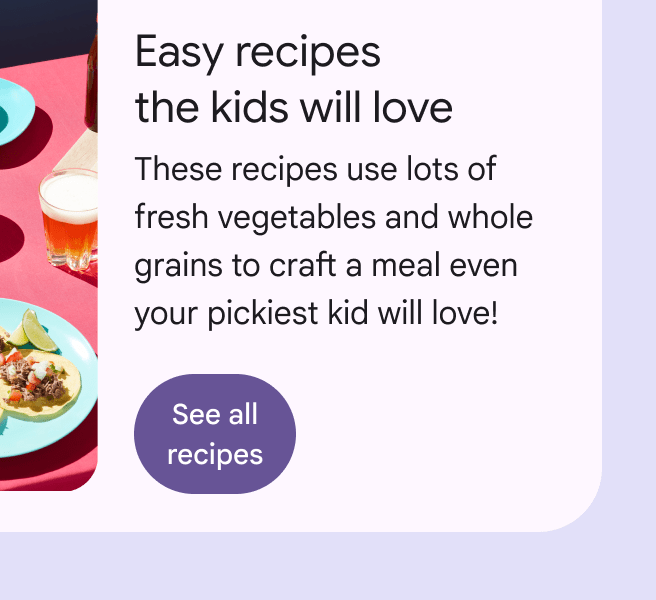 Easy recipes
the kids will love
These recipes use lots of
fresh vegetables and whole
grains to craft a meal even
your pickiest kid will love!
See all
recipes